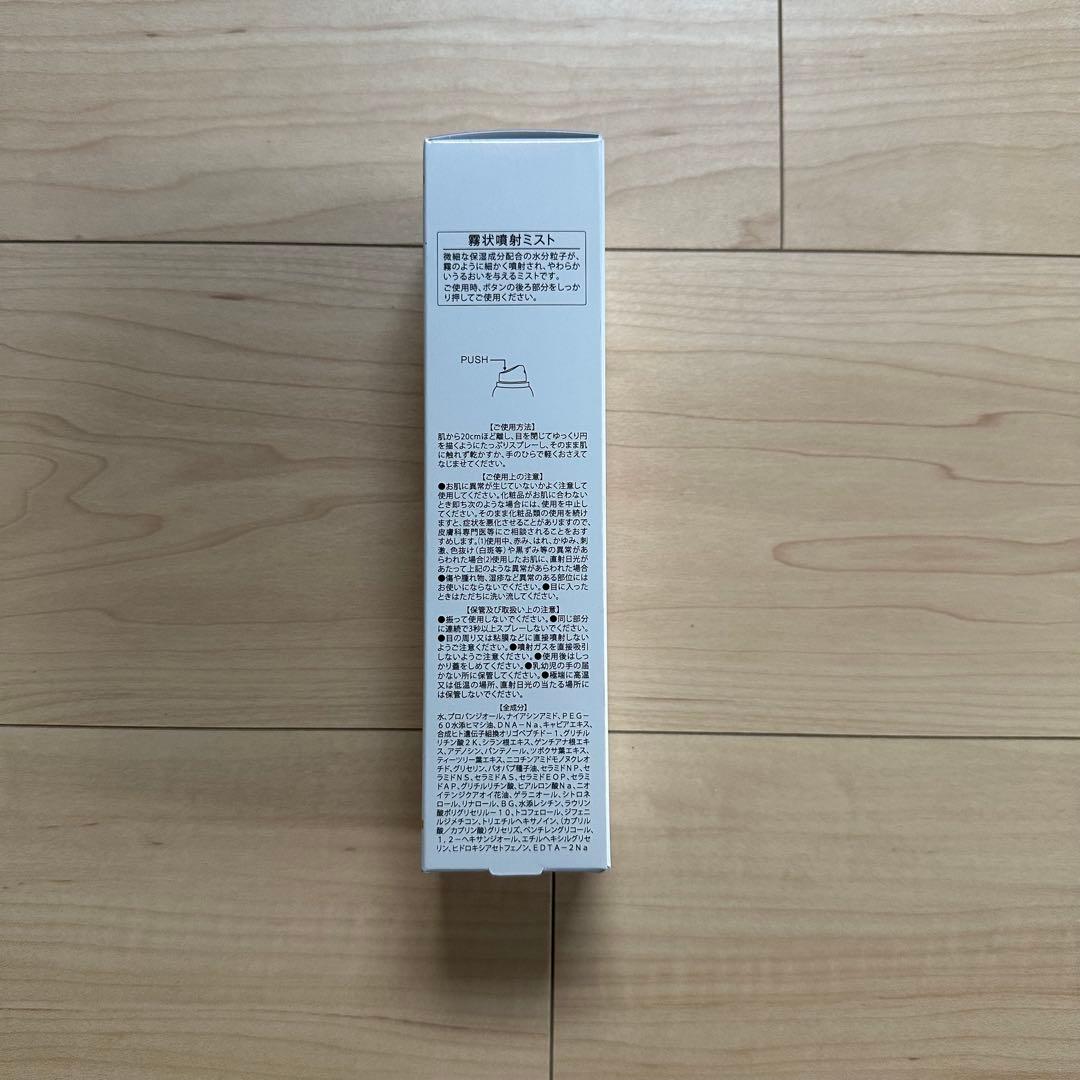 霧状噴射ミスト
微細な保湿成分配合の水分粒子が、
霧のように細かく噴射され、やわらか
いうるおいを与えるミストです。
ご使用時、ボタンの後ろ部分をしっか
り押してご使用ください。
PUSH
【ご使用方法】
肌から20cmほど離し、目を閉じてゆっくり円
を描くようにたっぷりスプレーし、そのまま肌
に触れず乾かすか、手のひらで軽くおさえて
なじませてください。
【ご使用上の注意】
●お肌に異常が生じていないかよく注意して
使用してください。化粧品がお肌に合わない
とき即ち次のような場合には、使用を中止し
てください。そのまま化粧品類の使用を続け
ますと、症状を悪化させることがありますので、
皮膚科専門医等にご相談されることをおす
すめします。(1)使用中、赤み、はれ、かゆみ、刺
激、色抜け(白斑等)や黒ずみ等の異常があ
らわれた場合(2)使用したお肌に、直射日光が
あたって上記のような異常があらわれた場合
●傷や腫れ物、湿疹など異常のある部位には
お使いにならないでください。●目に入った
ときはただちに洗い流してください。
【保管及び取扱い上の注意】
●振って使用しないでください。●同じ部分
に連続で3秒以上スプレーしないでください。
●目の周り又は粘膜などに直接噴射しない
ようご注意ください。●噴射ガスを直接吸引
しないようご注意ください。●使用後はしっ
かり蓋をしめてください。●乳幼児の手の届
かない所に保管してください。●極端に高温
又は低温の場所、直射日光の当たる場所に
は保管しないでください。
【全成分】
水、プロパンジオール、ナイアシンアミド、PEG-
60水添ヒマシ油、DNA-Na、キャビアエキス、
合成ヒト遺伝子組換オリゴペプチド-1、グリチル
リチン酸2K、シラン根エキス、ゲンチアナ根エキ
ス、アデノシン、パンテノール、ツボクサ葉エキス、
ティーツリー葉エキス、ニコチンアミドモノヌクレオ
チド、グリセリン、バオバブ種子油、セラミドNP、セ
ラミドNS、セラミドAS、セラミドEOP、セラミ
ドAP、グリチルリチン酸、ヒアルロン酸Na、ニオ
イテンジクアオイ花油、ゲラニオール、シトロネ
ロール、リナロール、BG、水添レシチン、ラウリン
酸ポリグリセリル-10、トコフェロール、ジフェニ
ルジメチコン、トリエチルヘキサノイン、(カプリル
酸/カプリン酸)グリセリズ、ペンチレングリコール、
1,2-ヘキサンジオール、エチルヘキシルグリセ
リン、ヒドロキシアセトフェノン、EDTA-2Na